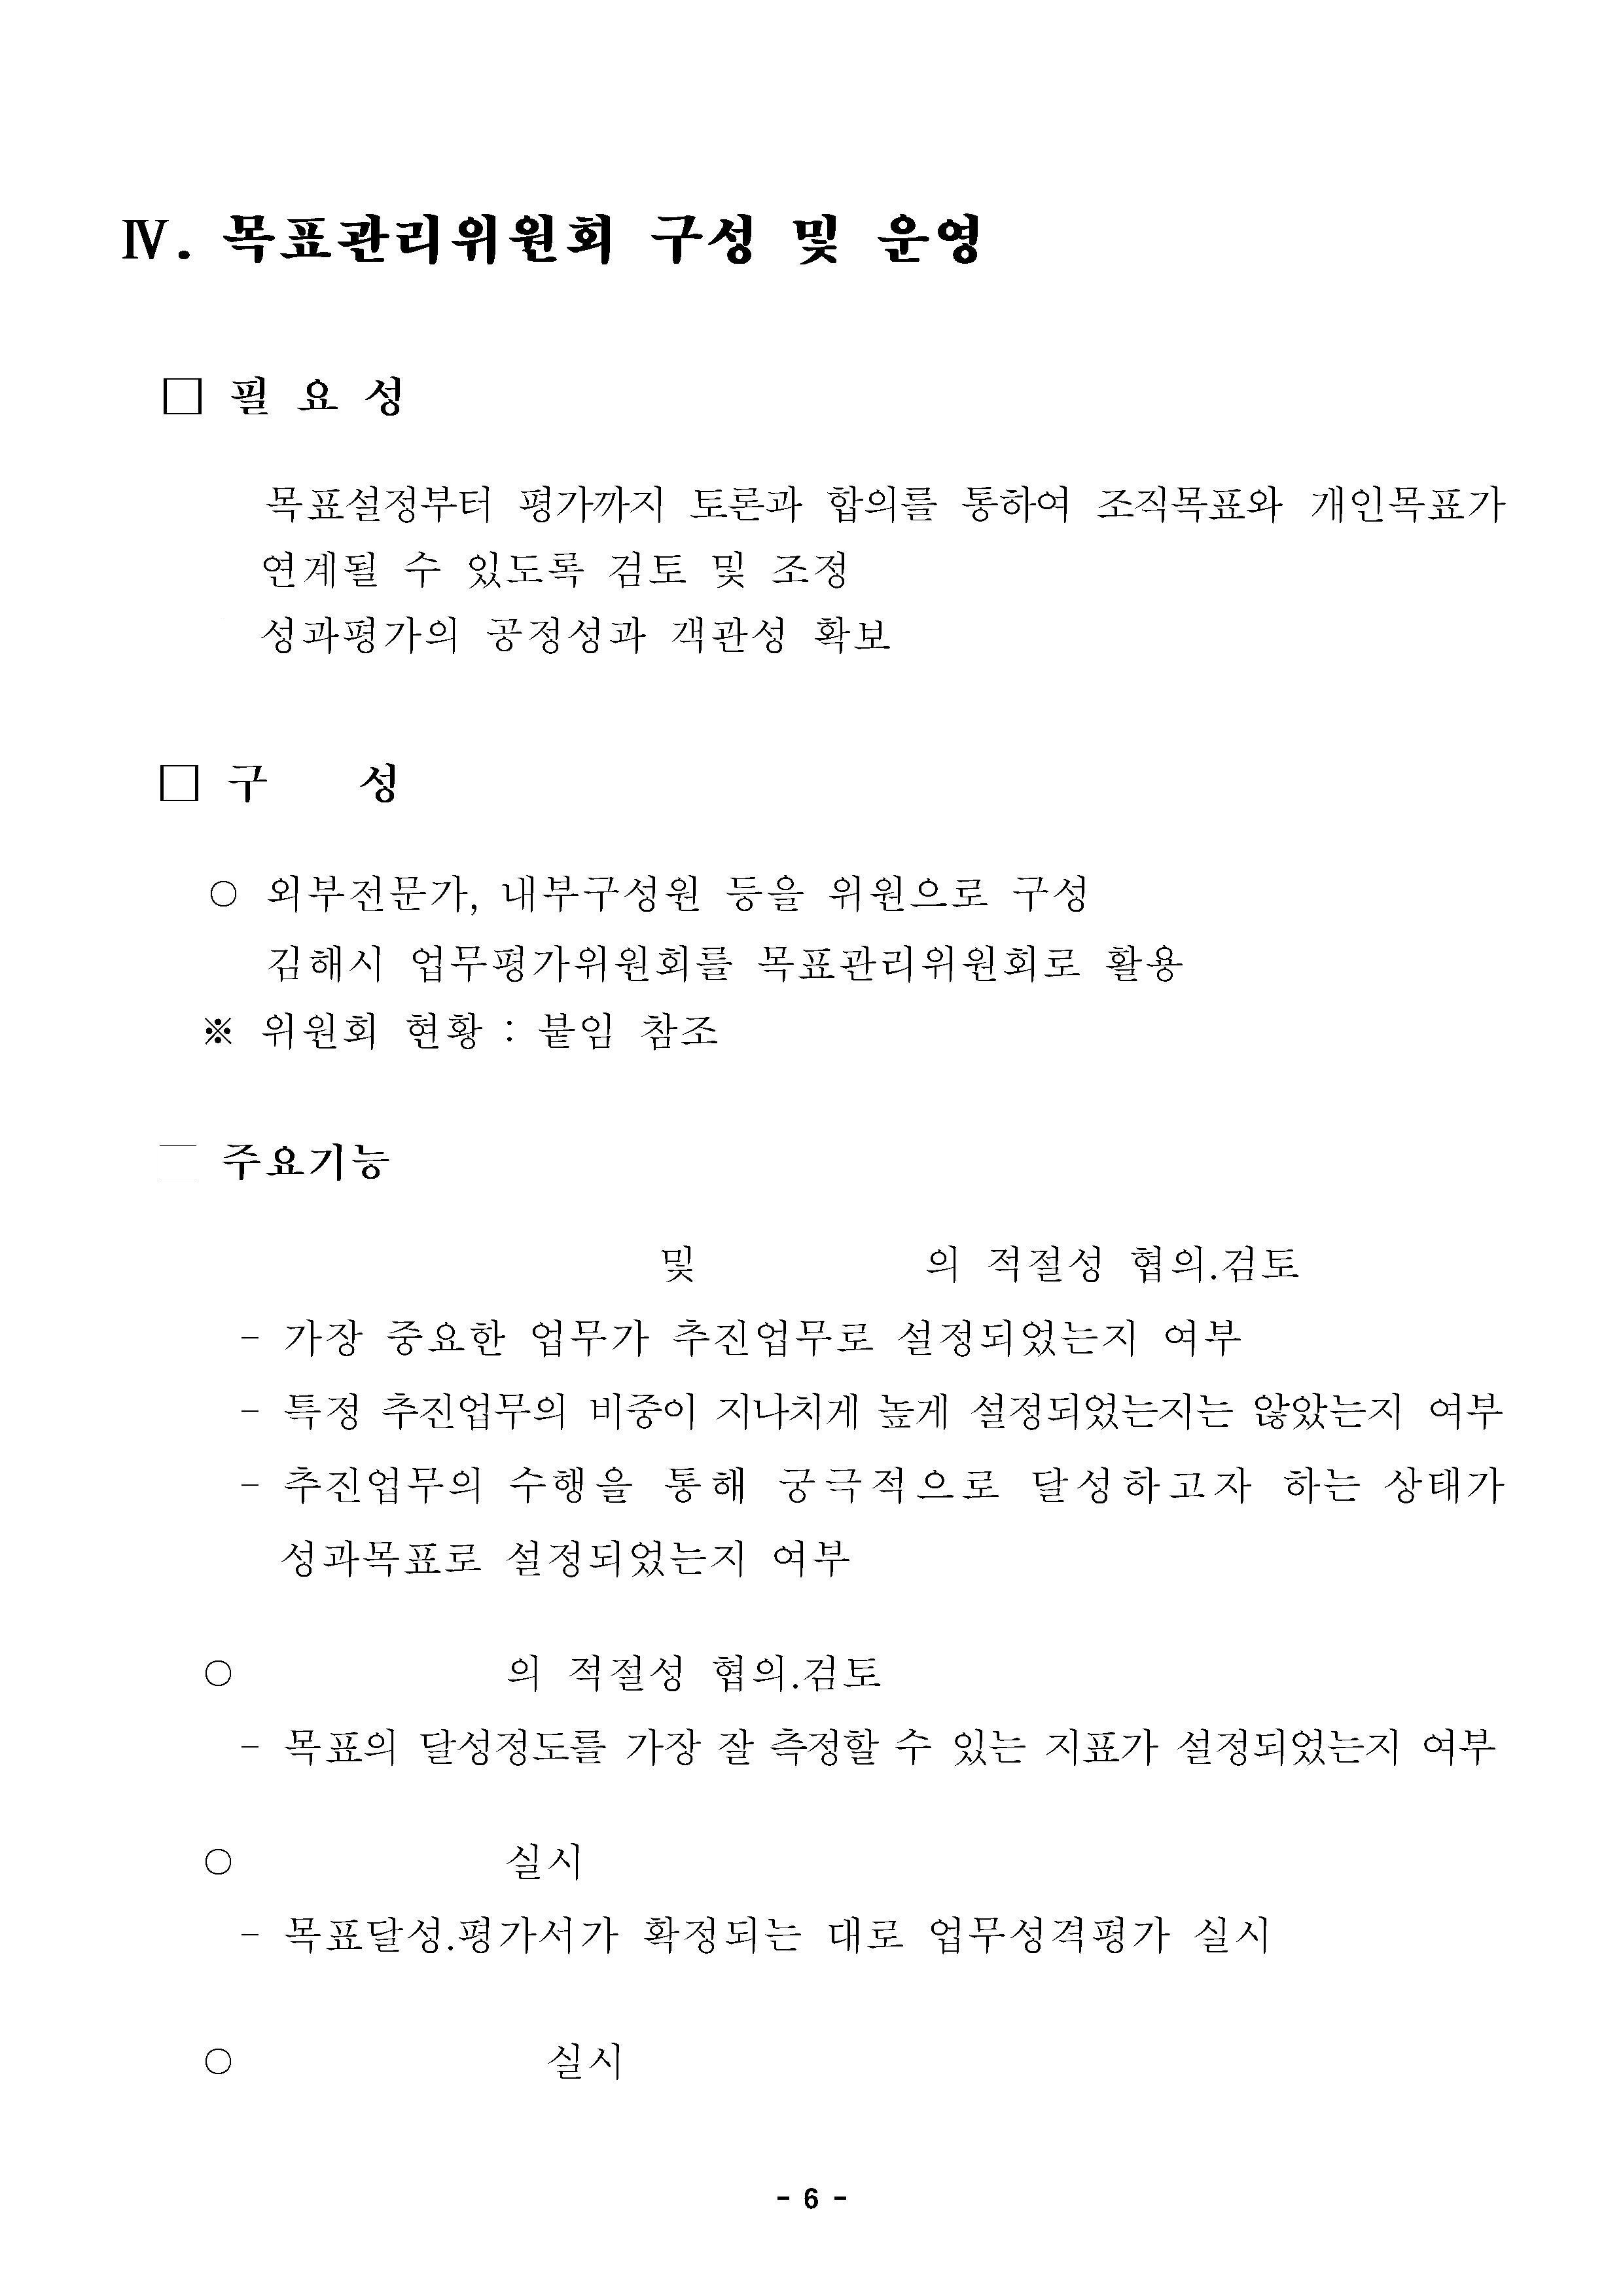 Ⅳ. 목표관리위원회 구성 및 운영
□ 필 요 성
목표설정부터 평가까지 토론과 합의를 통하여 조직목표와 개인목표가
연계될 수 있도록 검토 및 조정
성과평가의 공정성과 객관성 확보
□ 구 성
○ 외부전문가, 내부구성원 등을 위원으로 구성
김해시 업무평가위원회를 목표관리위원회로 활용
※ 위원회 현황 : 붙임 참조
주요기능
및 의 적절성 협의.검토
- 가장 중요한 업무가 추진업무로 설정되었는지 여부
- 특정 추진업무의 비중이 지나치게 높게 설정되었는지는 않았는지 여부
- 추진업무의 수행을 통해 궁극적으로 달성하고자 하는 상태가
성과목표로 설정되었는지 여부
○ 의 적절성 협의.검토
- 목표의 달성정도를 가장 잘 측정할 수 있는 지표가 설정되었는지 여부
○ 실시
- 목표달성.평가서가 확정되는 대로 업무성격평가 실시
○ 실시
- 6 -